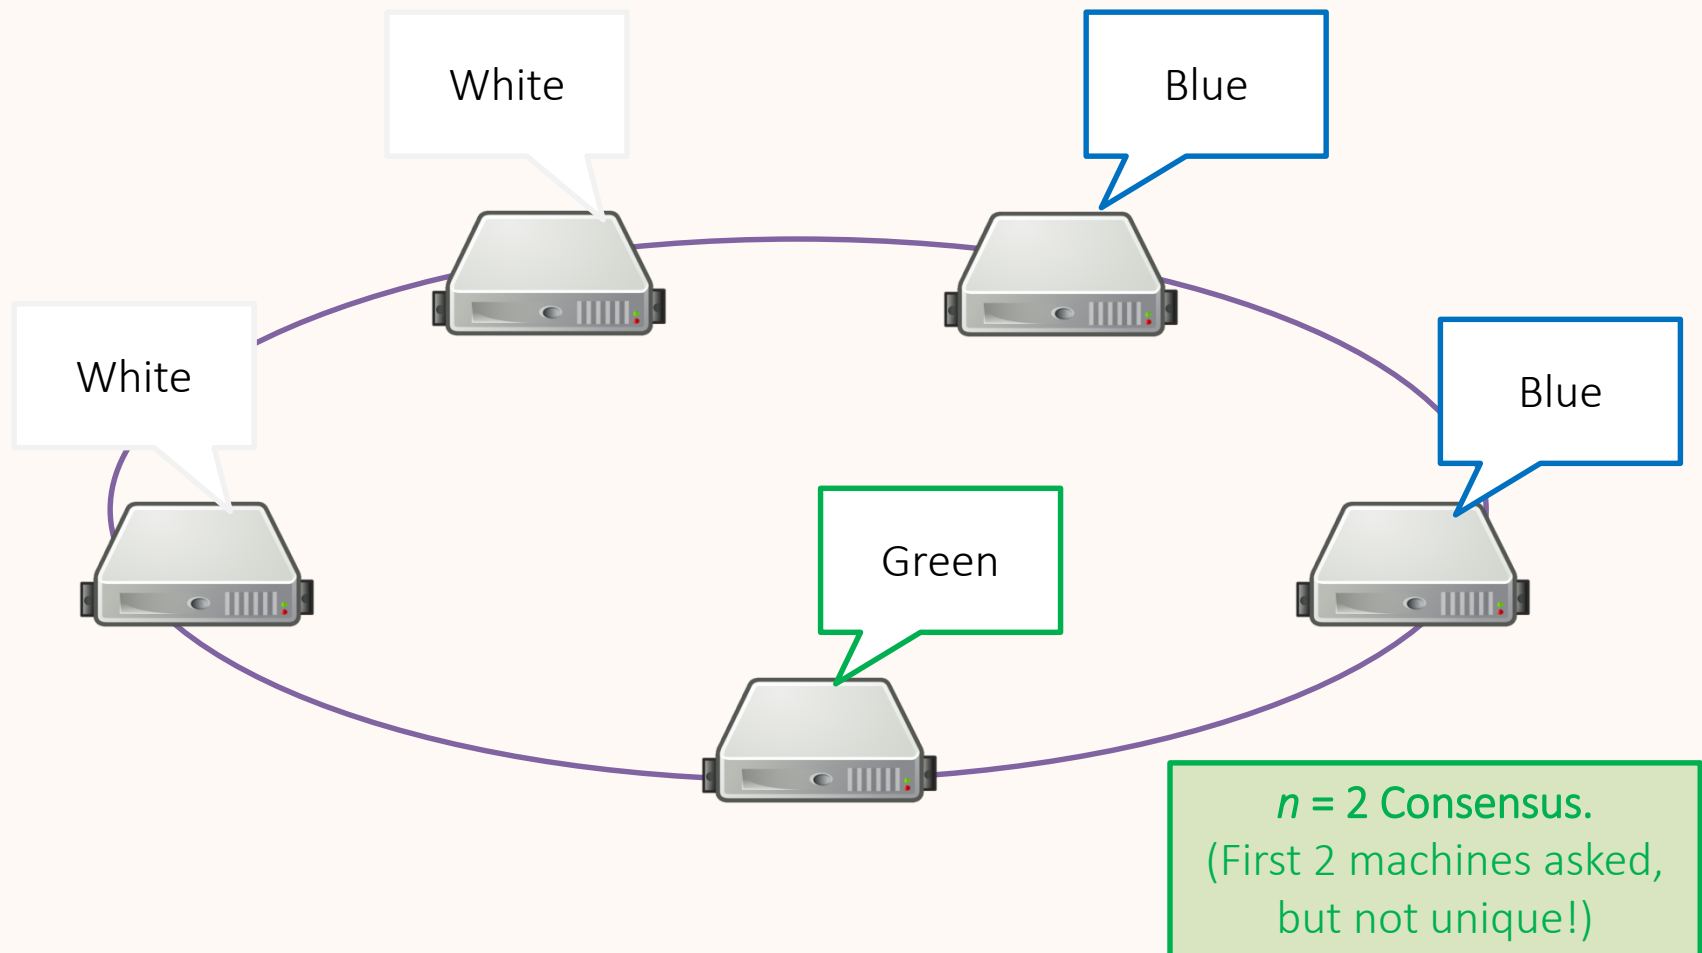 White
Blue
White
Blue
Green
n = 2 Consensus.
(First 2 machines asked,
but not unique!)